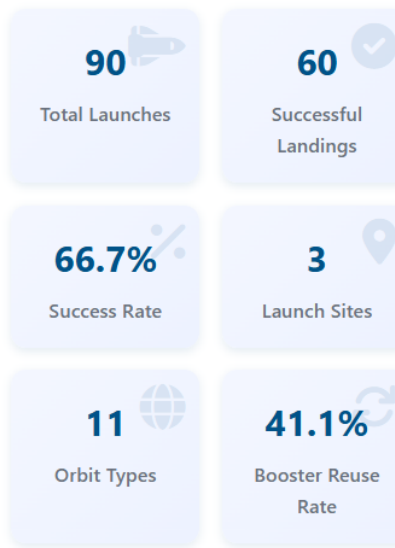 90
Total Launches
60
Successful
Landings
66.7%
Success Rate
3
Launch Sites
11
Orbit Types
41.1%
Booster Reuse
Rate